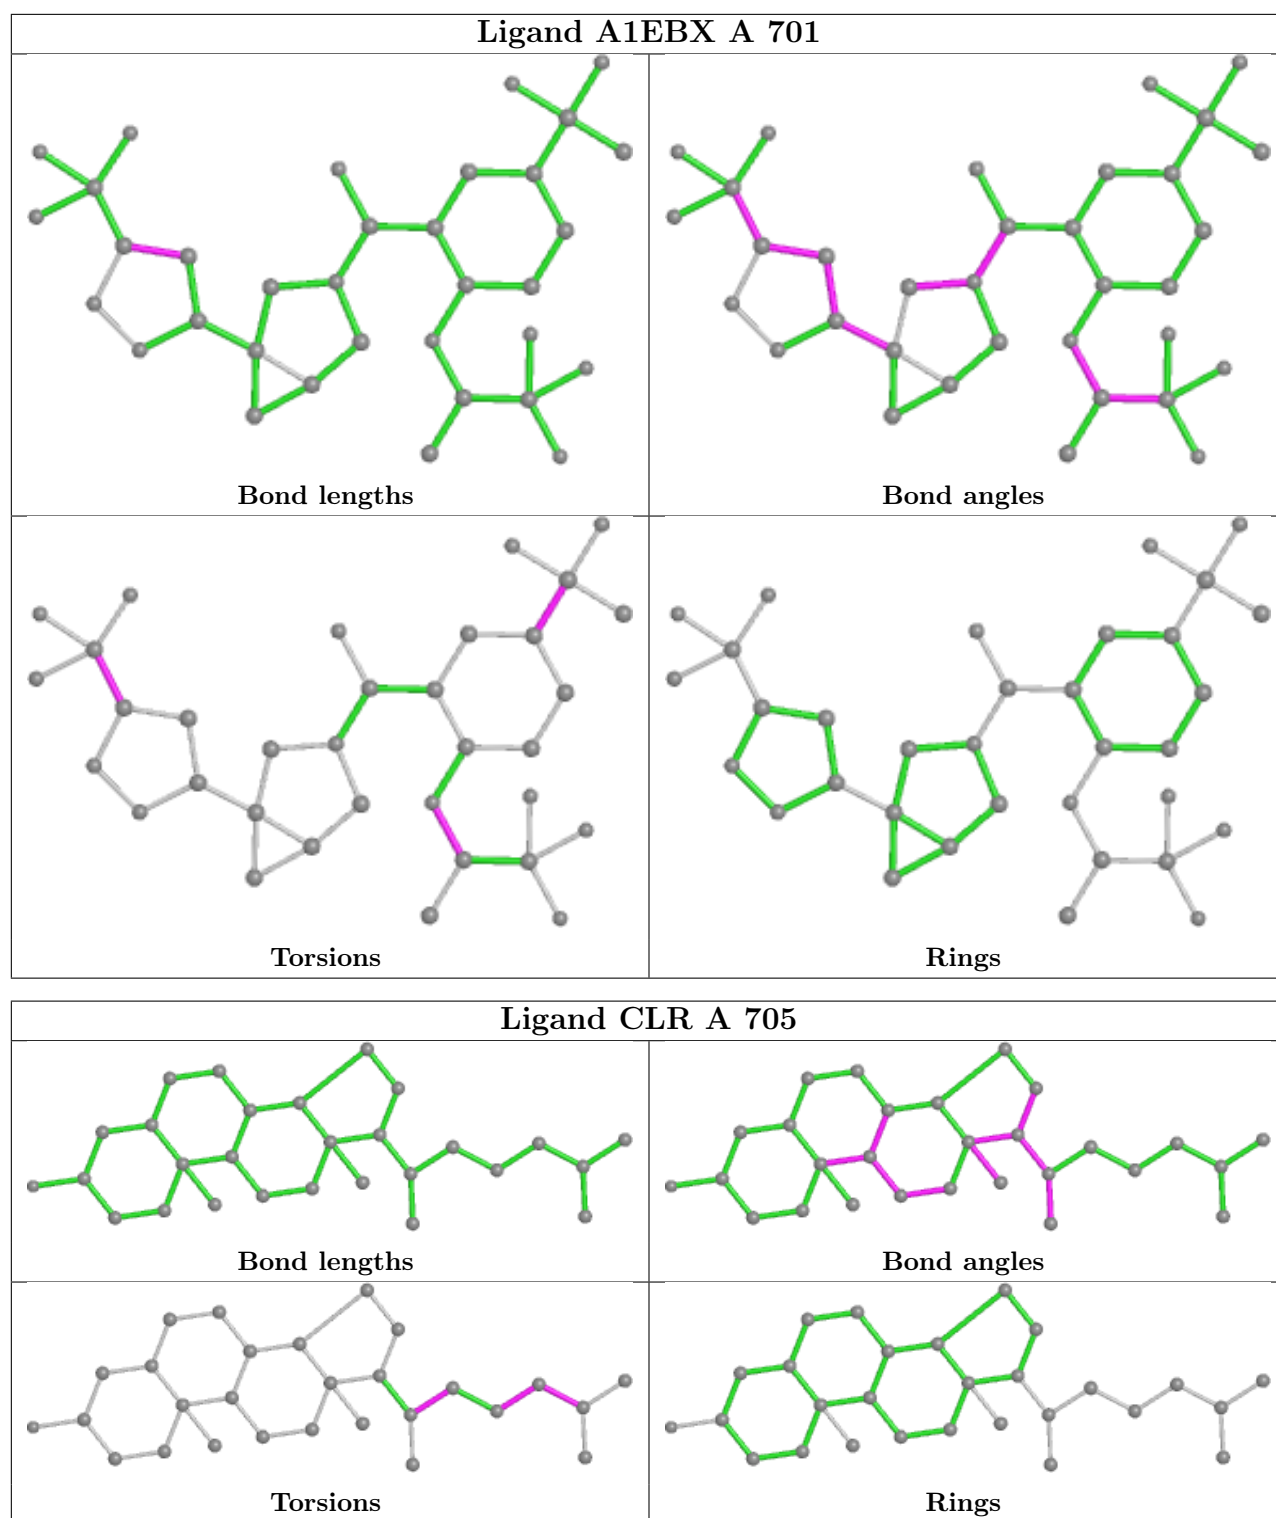 Ligand A1EBX A 701
Bond lengths
Bond angles
Torsions
Rings
Ligand CLR A 705
Bond lengths
Bond angles
Torsions
Rings